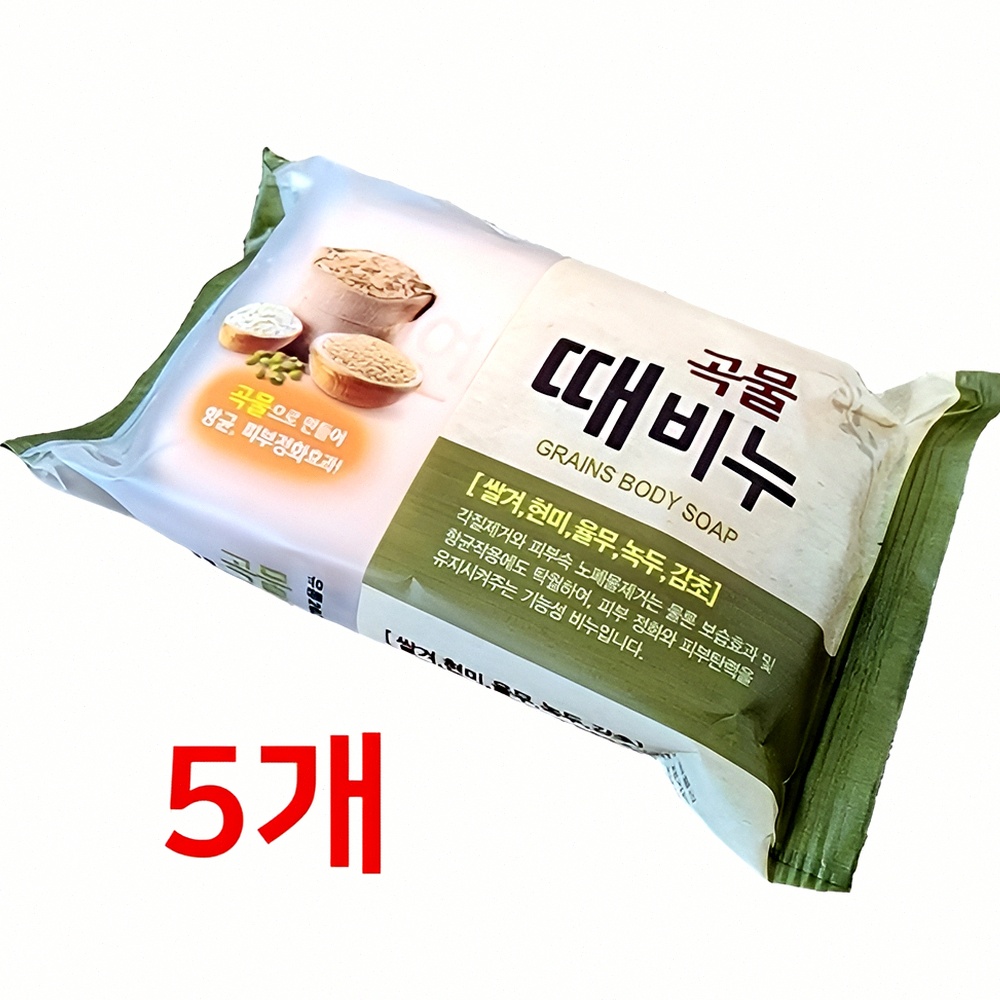 곡물
때비누
GRAINS BODY SOAP
[ 쌀겨,현미,율무,녹두,감초]
각질제거와 피부속 노폐물제거는 물론 보습효과 및
항균작용에도 탁월하여, 피부 정화와 피부탄력을
유지시켜주는 기능성 비누입니다.
곡물으로 만들어
항균, 피부정화효과!
곡물
[ 쌀겨,현미,율무,녹두,감초]
5개